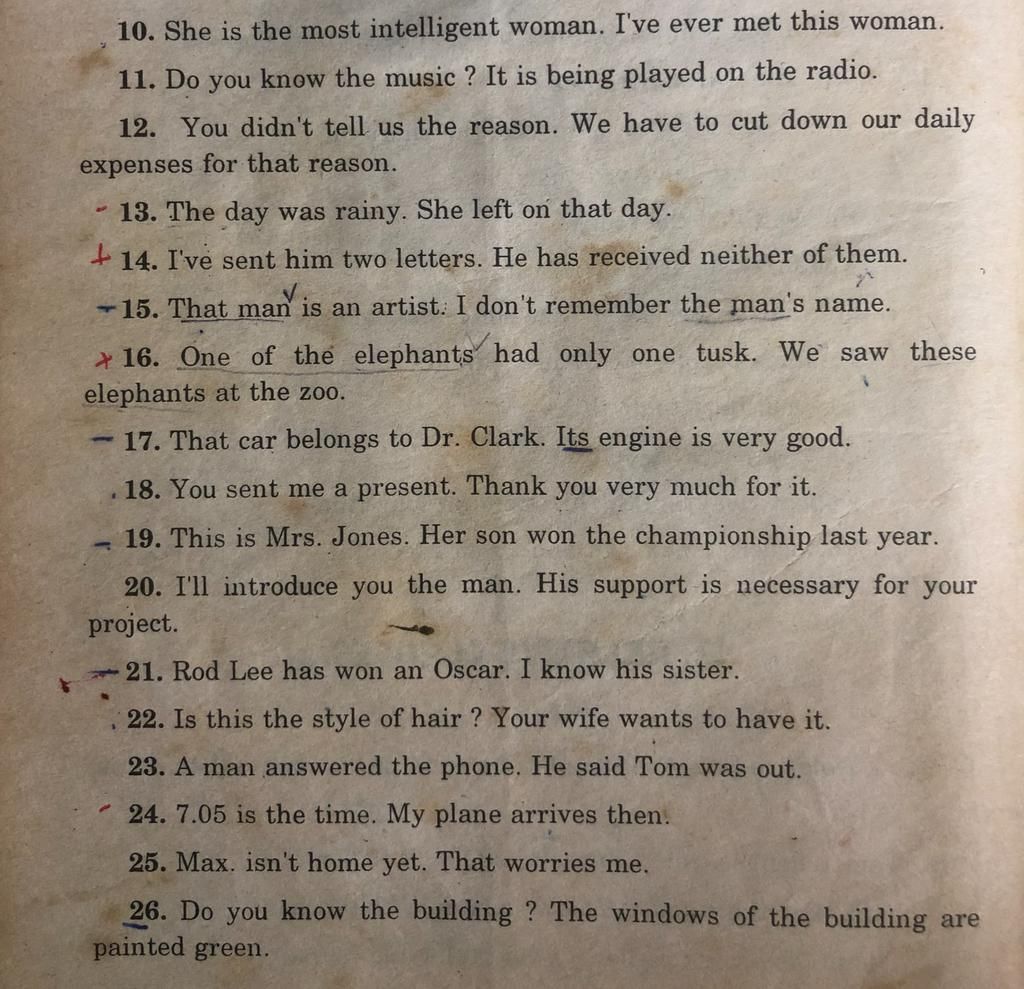 10. She is the most intelligent woman. I've ever met this woman.
11. Do you know the music ? It is being played on the radio.
12. You didn't tell us the reason. We have to cut down our daily
expenses for that reason.
13. The day was rainy. She left on that day.
14. I've sent him two letters. He has received neither of them.
15. That man is an artist. I don't remember the man's name.
16. One of the elephants had only one tusk. We saw these
elephants at the zoo.
17. That car belongs to Dr. Clark. Its engine is very good.
18. You sent me a present. Thank you very much for it.
19. This is Mrs. Jones. Her son won the championship last year.
20. I'll introduce you the man. His support is necessary for your
project.
21. Rod Lee has won an Oscar. I know his sister.
22. Is this the style of hair ? Your wife wants to have it.
23. A man answered the phone. He said Tom was out.
24. 7.05 is the time. My plane arrives then.
25. Max. isn't home yet. That worries me.
26. Do you know the building ? The windows of the building are
painted green.